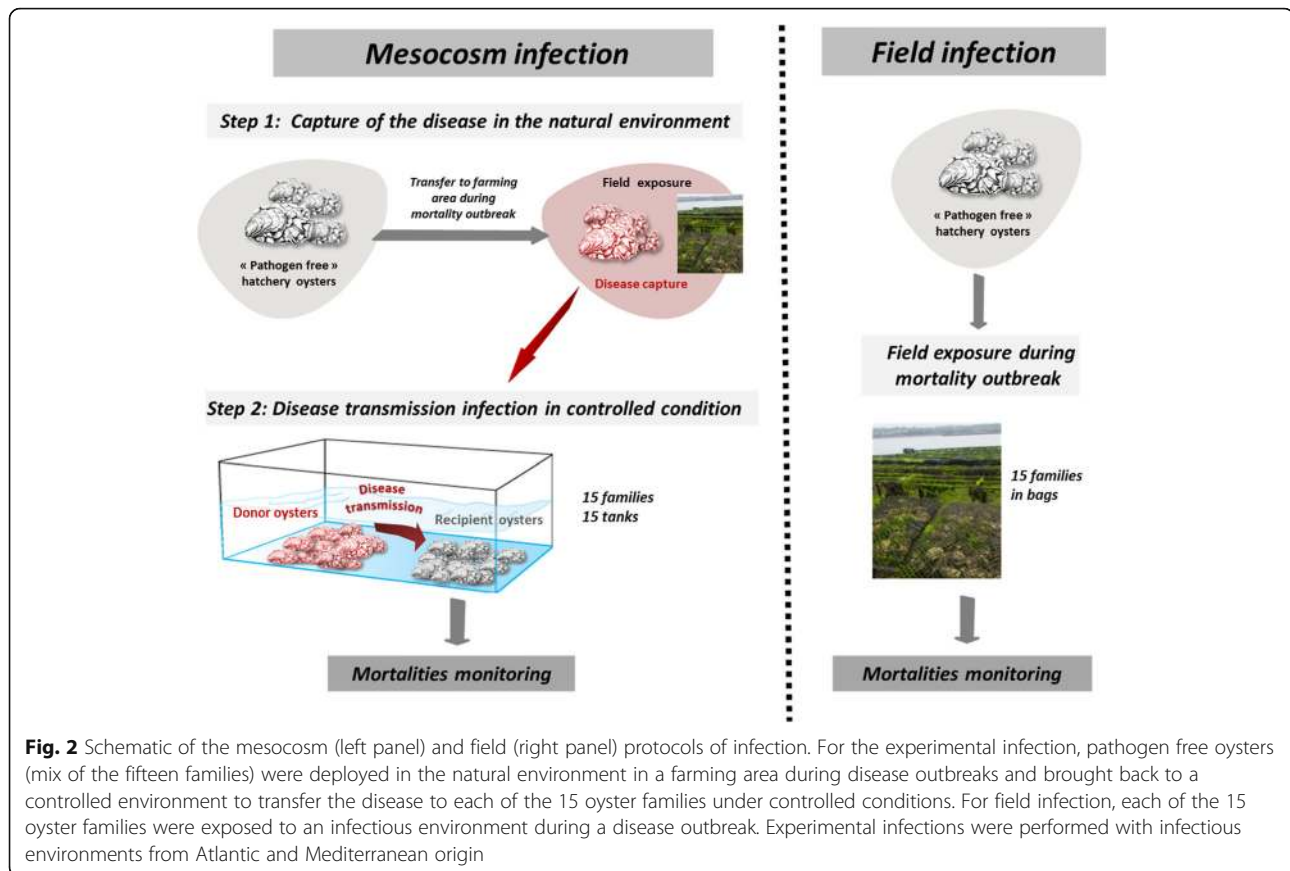 Mesocosm infection
Step 1: Capture of the disease in the natural environment
« Pathogen free »
hatchery oysters
Transfer to farming
area during
mortality outbreak
Field exposure
Disease capture
Step 2: Disease transmission infection in controlled condition
Donor oysters
Disease
transmission
Recipient oysters
15 families
15 tanks
Mortalities monitoring
Field infection
« Pathogen free »
hatchery oysters
Field exposure during
mortality outbreak
15 families
in bags
Mortalities monitoring
Fig. 2 Schematic of the mesocosm (left panel) and field (right panel) protocols of infection. For the experimental infection, pathogen free oysters
(mix of the fifteen families) were deployed in the natural environment in a farming area during disease outbreaks and brought back to a
controlled environment to transfer the disease to each of the 15 oyster families under controlled conditions. For field infection, each of the 15
oyster families were exposed to an infectious environment during a disease outbreak. Experimental infections were performed with infectious
environments from Atlantic and Mediterranean origin